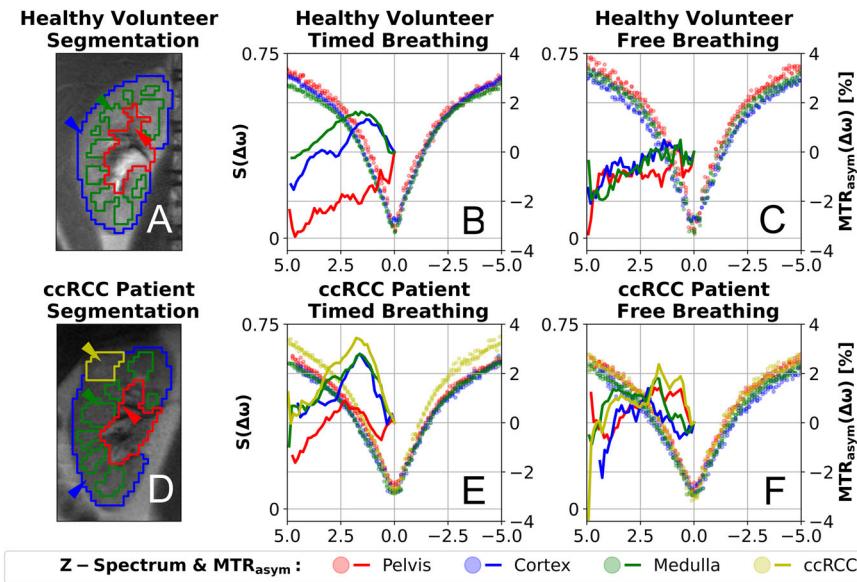 Healthy Volunteer
Segmentation
A
Healthy Volunteer
Timed Breathing
0.75
0
S(Δω)
4
2
0
−2
−4
5.0 2.5 0.0 −2.5 −5.0
B
Healthy Volunteer
Free Breathing
0.75
0
4
2
0
−2
−4
MTRasym(Δω) [%]
5.0 2.5 0.0 −2.5 −5.0
C
ccRCC Patient
Segmentation
D
ccRCC Patient
Timed Breathing
0.75
0
S(Δω)
4
2
0
−2
−4
5.0 2.5 0.0 −2.5 −5.0
E
ccRCC Patient
Free Breathing
0.75
0
4
2
0
−2
−4
MTRasym(Δω) [%]
5.0 2.5 0.0 −2.5 −5.0
F
Z − Spectrum & MTRasym : Pelvis Cortex Medulla ccRCC